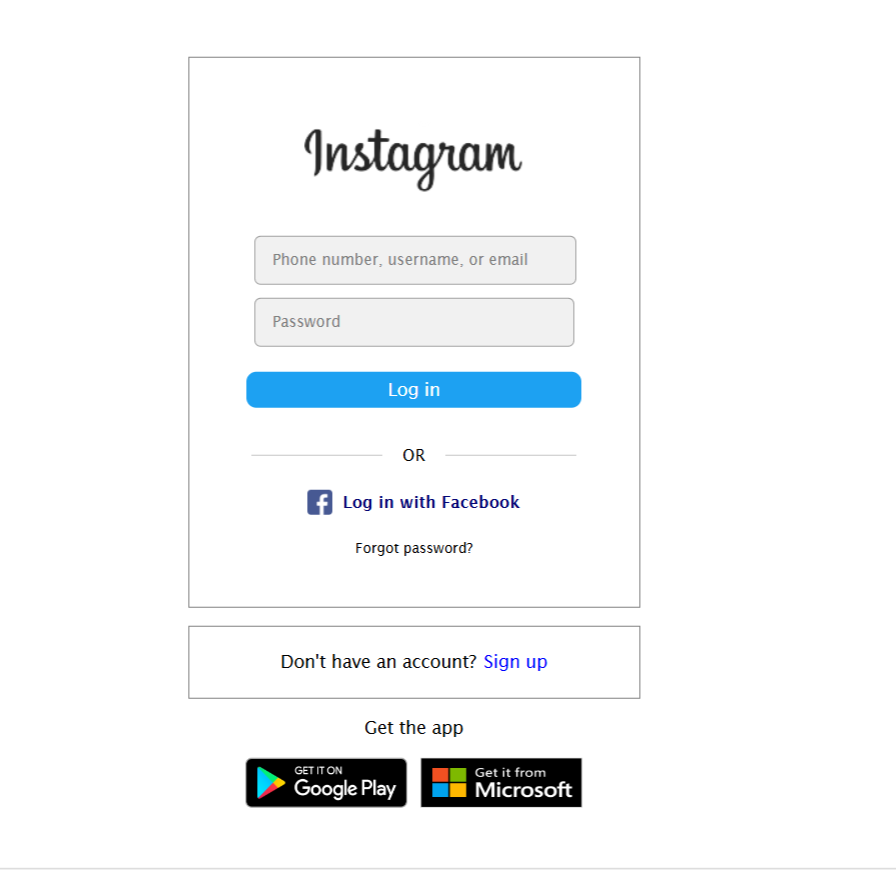 Instagram
Phone number, username, or email
Password
Log in
OR
Log in with Facebook
Forgot password?
Don't have an account? Sign up
Get the app
GET IT ON
Google Play
Get it from
Microsoft